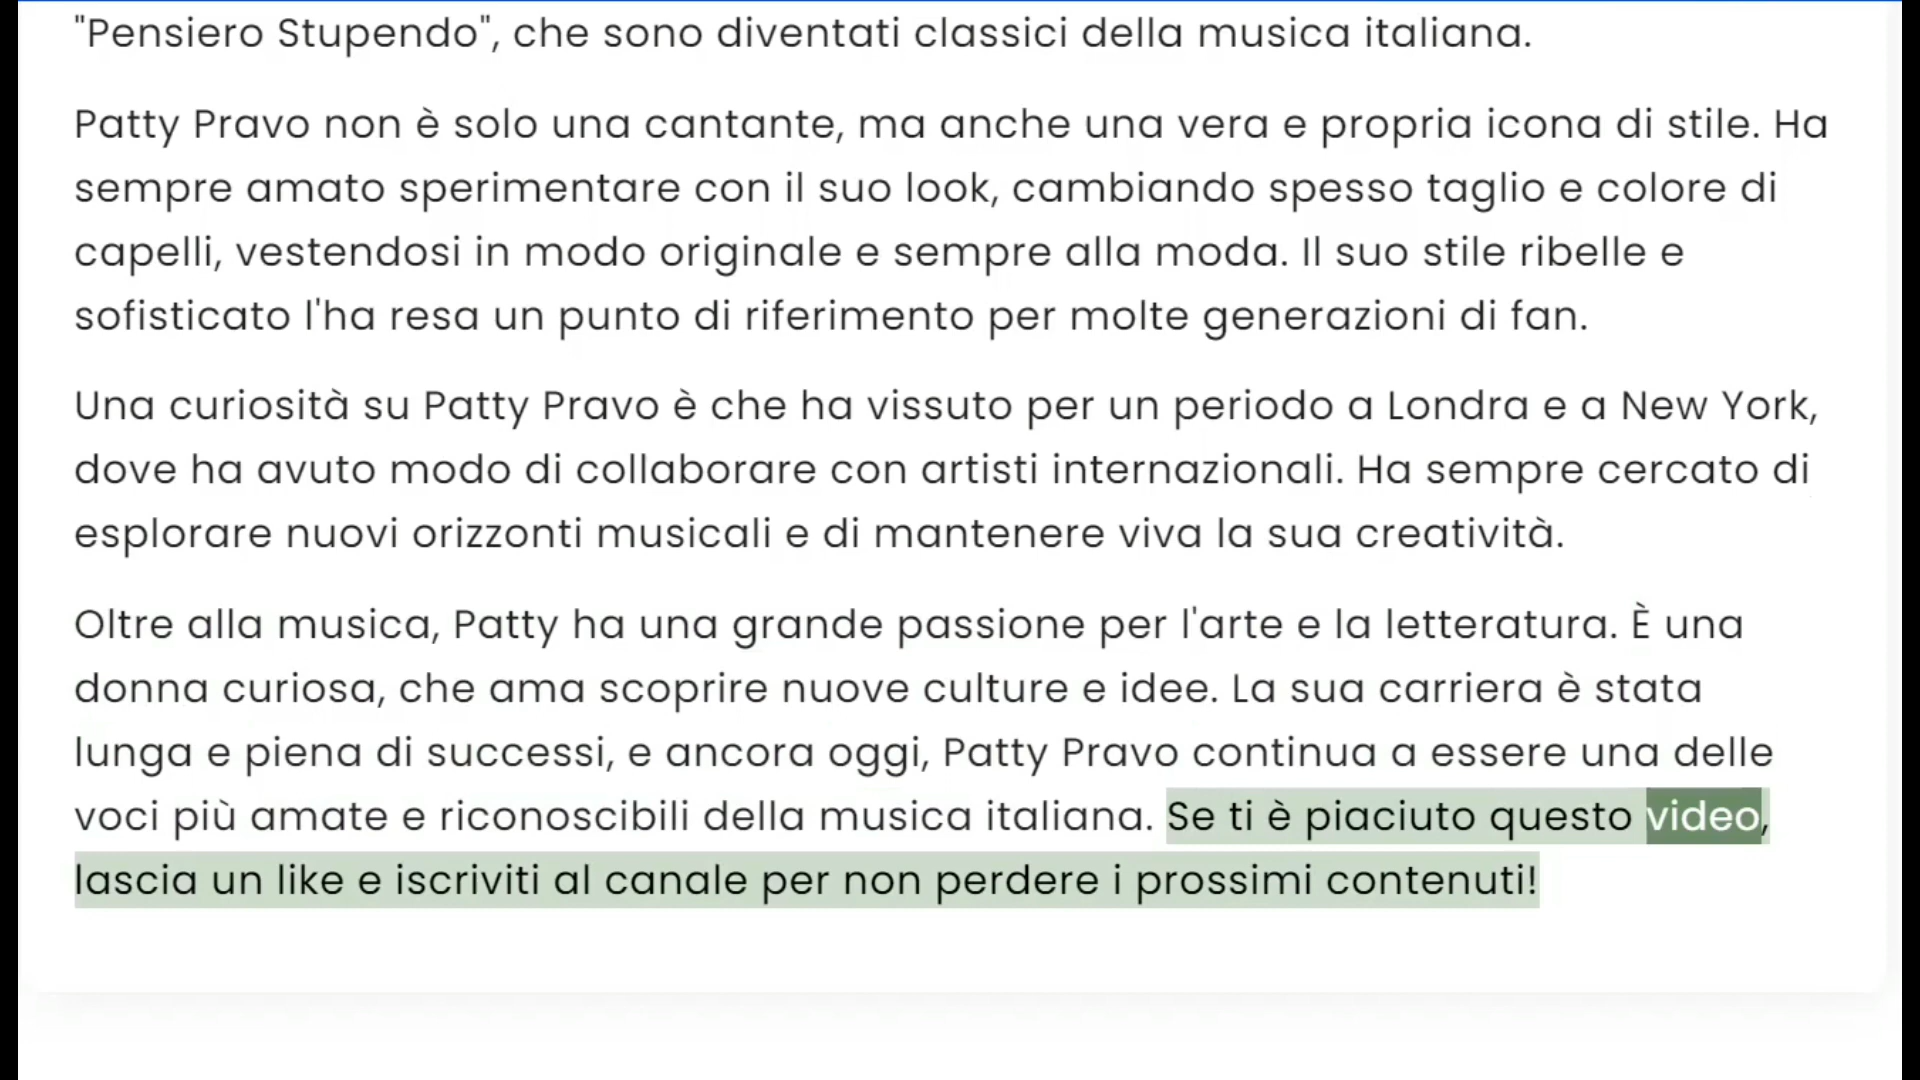 "Pensiero Stupendo", che sono diventati classici della musica italiana.
Patty Pravo non è solo una cantante, ma anche una vera e propria icona di stile. Ha
sempre amato sperimentare con il suo look, cambiando spesso taglio e colore di
capelli, vestendosi in modo originale e sempre alla moda. Il suo stile ribelle e
sofisticato l'ha resa un punto di riferimento per molte generazioni di fan.
Una curiosità su Patty Pravo è che ha vissuto per un periodo a Londra e a New York,
dove ha avuto modo di collaborare con artisti internazionali. Ha sempre cercato di
esplorare nuovi orizzonti musicali e di mantenere viva la sua creatività.
Oltre alla musica, Patty ha una grande passione per l'arte e la letteratura. È una
donna curiosa, che ama scoprire nuove culture e idee. La sua carriera è stata
lunga e piena di successi, e ancora oggi, Patty Pravo continua a essere una delle
voci più amate e riconoscibili della musica italiana. Se ti è piaciuto questo video,
lascia un like e iscriviti al canale per non perdere i prossimi contenuti!